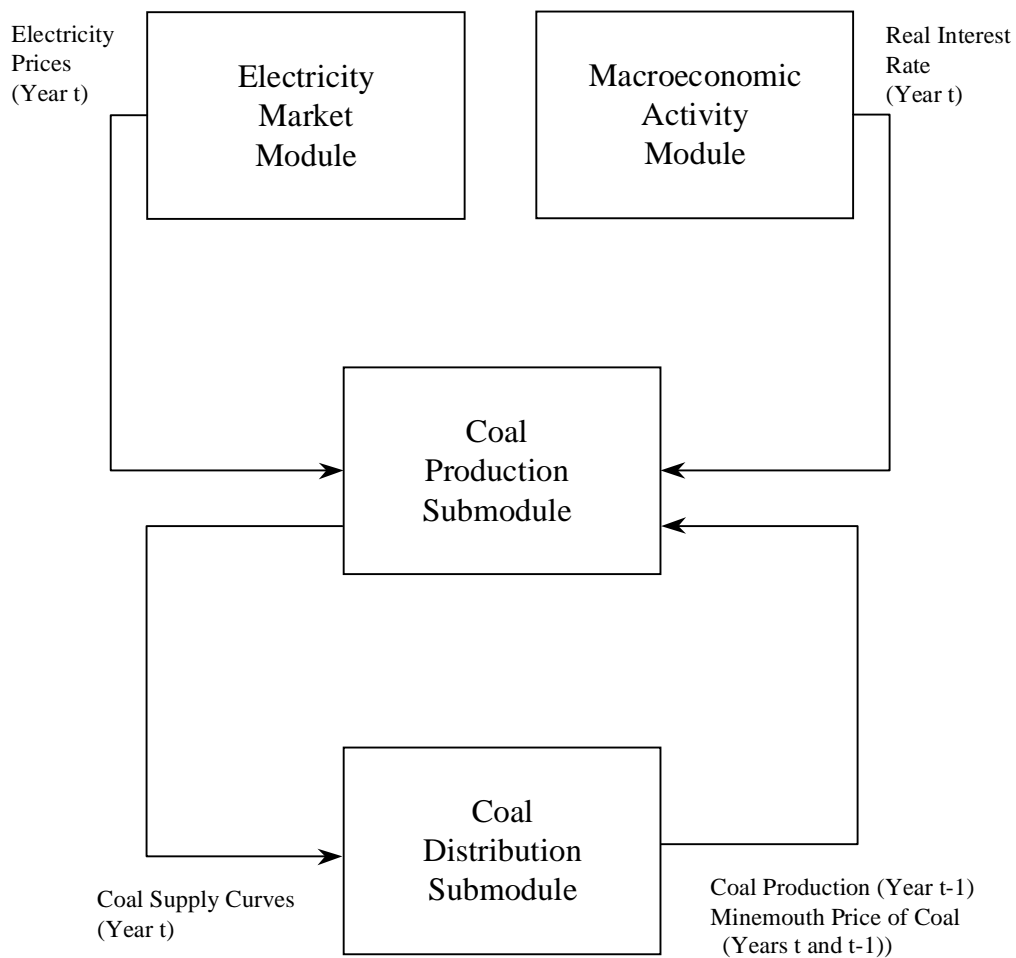 Electricity
Prices
(Year t)
Electricity
Market
Module
Macroeconomic
Activity
Module
Real Interest
Rate
(Year t)
Coal
Production
Submodule
Coal
Distribution
Submodule
Coal Supply Curves
(Year t)
Coal Production (Year t-1)
Minemouth Price of Coal
(Years t and t-1))